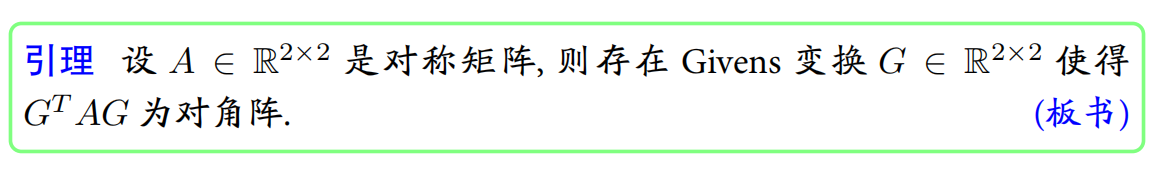 引理 设 A ∈ ℝ^{2×2} 是对称矩阵, 则存在 Givens 变换 G ∈ ℝ^{2×2} 使得
G^T AG 为对角阵. (板书)